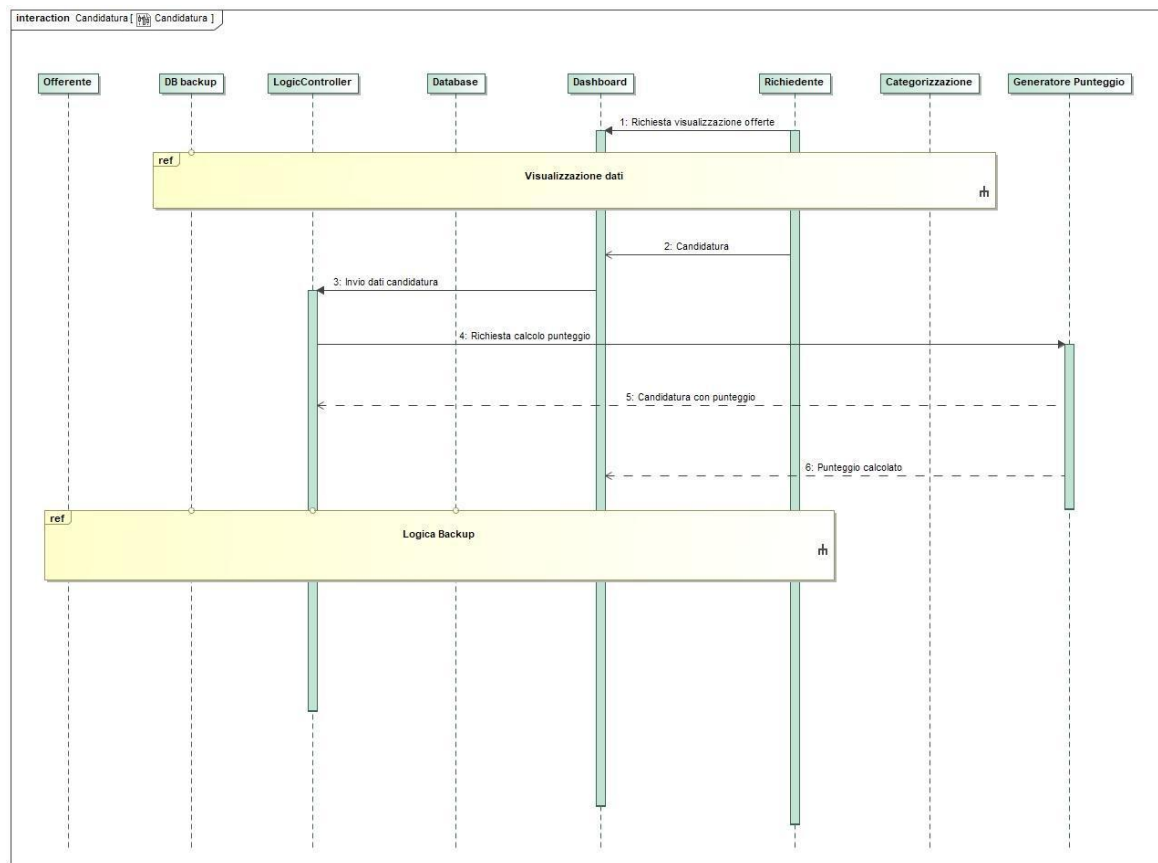 interaction Candidatura [ Candidatura ]
Offerente
DB backup
LogicController
Database
Dashboard
Richiedente
Categorizzazione
Generatore Punteggio
1: Richiesta visualizzazione offerte
ref
Visualizzazione dati
2: Candidatura
3: Invio dati candidatura
4: Richiesta calcolo punteggio
5: Candidatura con punteggio
6: Punteggio calcolato
ref
Logica Backup